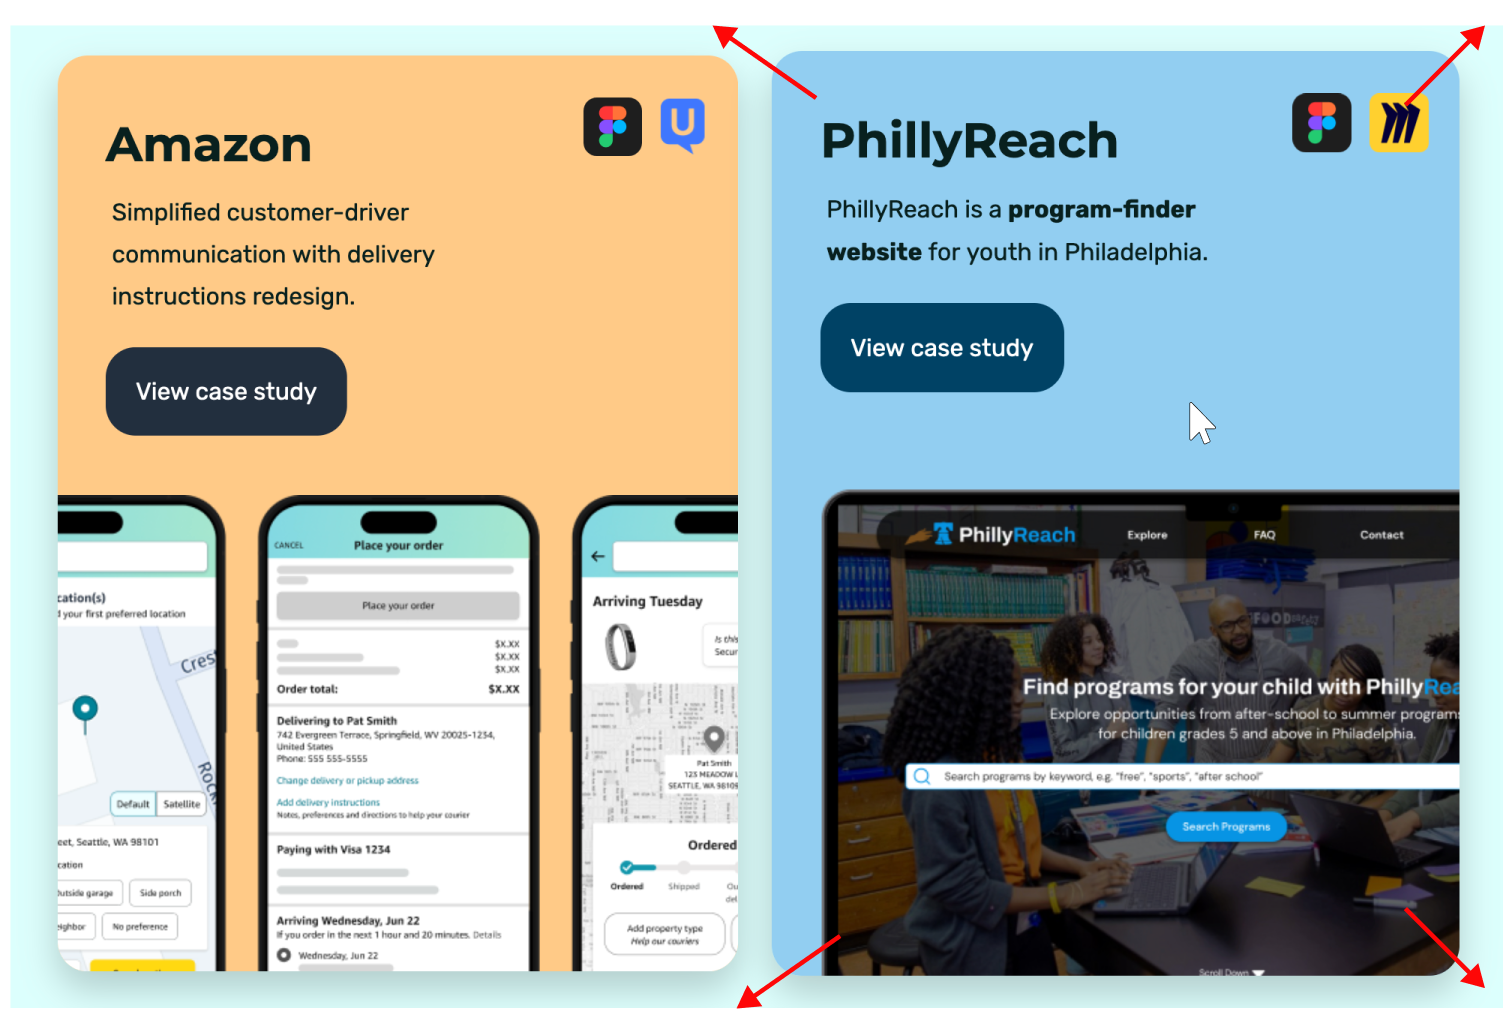 Amazon
Simplified customer-driver
communication with delivery
instructions redesign.
View case study
cation(s)
your first preferred location
Cres
Rock
Default
Satellite
eet, Seattle, WA 98101
cation
outside garage
Side porch
eighbor
No preference
CANCEL
Place your order
Place your order
$X.XX
$X.XX
$X.XX
Order total:
$X.XX
Delivering to Pat Smith
742 Evergreen Terrace, Springfield, WV 20025-1234,
United States
Phone: 555 555-5555
Change delivery or pickup address
Add delivery instructions
Notes, preferences and directions to help your courier
Paying with Visa 1234
Arriving Wednesday, Jun 22
If you order in the next 1 hour and 20 minutes. Details
Wednesday, Jun 22
Arriving Tuesday
Is this
Secur
Pat Smith
123 MEADOW L
SEATTLE, WA 98109
Ordered
Ordered
Shipped
Ou
del
Add property type
Help our couriers
PhillyReach
PhillyReach is a program-finder
website for youth in Philadelphia.
View case study
PhillyReach
Explore
FAQ
Contact
FOOD
Find programs for your child with PhillyRea
Explore opportunities from after-school to summer programs
for children grades 5 and above in Philadelphia.
Search programs by keyword, e.g. "free", "sports", "after school"
Search Programs
Scroll Down